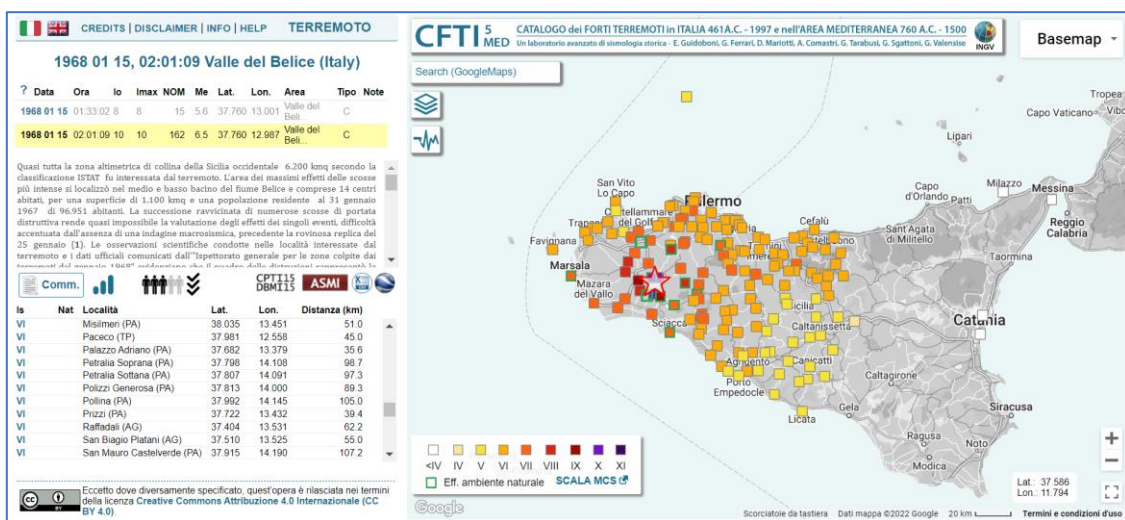 CREDITS | DISCLAIMER | INFO | HELP TERREMOTO
1968 01 15, 02:01:09 Valle del Belice (Italy)
? Data Ora Io Imax NOM Me Lat. Lon. Area Tipo Note
1968 01 15 01:33:02 8 8 15 5.6 37.760 13.001 Valle del Beli... C
1968 01 15 02:01:09 10 10 162 6.5 37.760 12.987 Valle del Beli... C
Quasi tutta la zona altimetrica di collina della Sicilia occidentale 6.200 kmq secondo la
classificazione ISTAT fu interessata dal terremoto. L'area dei massimi effetti delle scosse
più intense si localizzò nel medio e basso bacino del fiume Belice e comprese 14 centri
abitati, per una superficie di 1.100 kmq e una popolazione residente al 31 gennaio
1967 di 96.951 abitanti. La successione ravvicinata di numerose scosse di portata
distruttiva rende quasi impossibile la valutazione degli effetti dei singoli eventi, difficoltà
accentuata dall'assenza di una indagine macrosismica, precedente la rovinosa replica del
25 gennaio (1). Le osservazioni scientifiche condotte nelle località interessate dal
terremoto e i dati ufficiali comunicati dall'"Ispettorato generale per le zone colpite dai
Comm. CPTI15 DBMI15 ASMI
Is Nat Località Lat. Lon. Distanza (km)
VI Misilmeri (PA) 38.035 13.451 51.0
VI Paceco (TP) 37.981 12.558 45.0
VI Palazzo Adriano (PA) 37.682 13.379 35.6
VI Petralia Soprana (PA) 37.798 14.108 98.7
VI Petralia Sottana (PA) 37.807 14.091 97.3
VI Polizzi Generosa (PA) 37.813 14.000 89.3
VI Pollina (PA) 37.992 14.145 105.0
VI Prizzi (PA) 37.722 13.432 39.4
VI Raffadali (AG) 37.404 13.531 62.2
VI San Biagio Platani (AG) 37.510 13.525 55.0
VI San Mauro Castelverde (PA) 37.915 14.190 107.2
cc BY
Eccetto dove diversamente specificato, quest'opera è rilasciata nei termini
della licenza Creative Commons Attribuzione 4.0 Internazionale (CC
BY 4.0).
CFTI 5 MED
CATALOGO dei FORTI TERREMOTI in ITALIA 461 A.C. - 1997 e nell'AREA MEDITERRANEA 760 A.C. - 1500
Un laboratorio avanzato di sismologia storica - E. Guidoboni, G. Ferrari, D. Mariotti, A. Comastri, G. Tarabusi, G. Sgattoni, G. Valensise
INGV
Basemap
Search (GoogleMaps)
Tropea
Capo Vaticano
Vibo
Lipari
San Vito
Lo Capo
Palermo
Capo
D'Orlando
Patti
Milazzo
Messina
Castellammare
del Golfo
Cefalù
Sant'Agata
di Militello
Reggio
Calabria
Favignana
Taormina
Marsala
Mazara
del Vallo
Sciacca
Caltanissetta
Catania
Agrigento
Canicattì
Porto
Empedocle
Caltagirone
Licata
Gela
Siracusa
Ragusa
Noto
Modica
<IV IV V VI VII VIII IX X XI
Eff. ambiente naturale SCALA MCS
Lat.: 37.586
Lon.: 11.794
Google
Scorciatoie da tastiera Dati mappa ©2022 Google 20 km Termini e condizioni d'uso